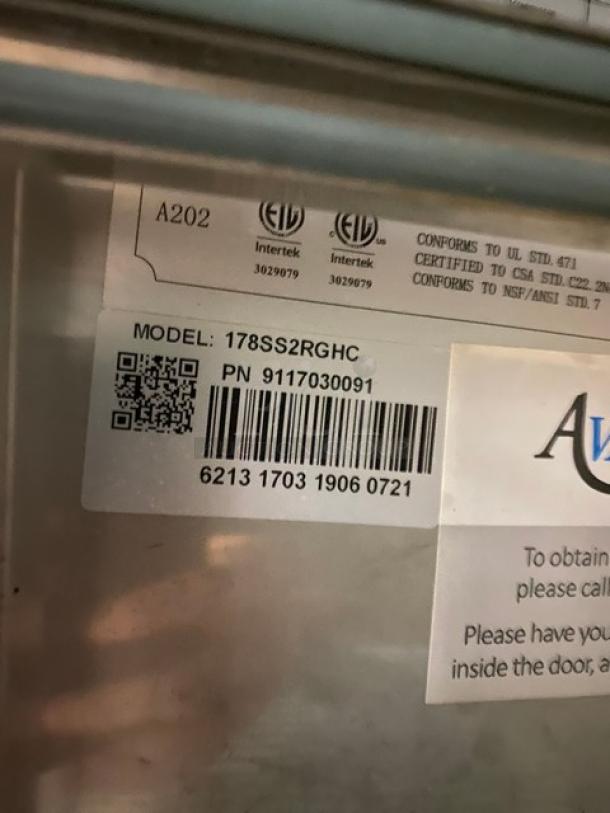 A202
Intertek
3029079
Intertek
3029079
CONFORMS TO UL STD. 471
CERTIFIED TO CSA STD. C22. 2N
CONFORMS TO NSF/ANSI STD. 7
MODEL: 178SS2RGHC
PN 9117030091
6213 1703 1906 0721
Av
To obtain
please call
Please have you
inside the door, a